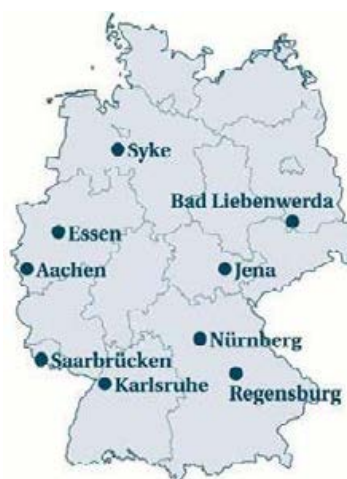 Syke
Bad Liebenwerda
Essen
Aachen
Jena
Nürnberg
Saarbrücken
Karlsruhe
Regensburg